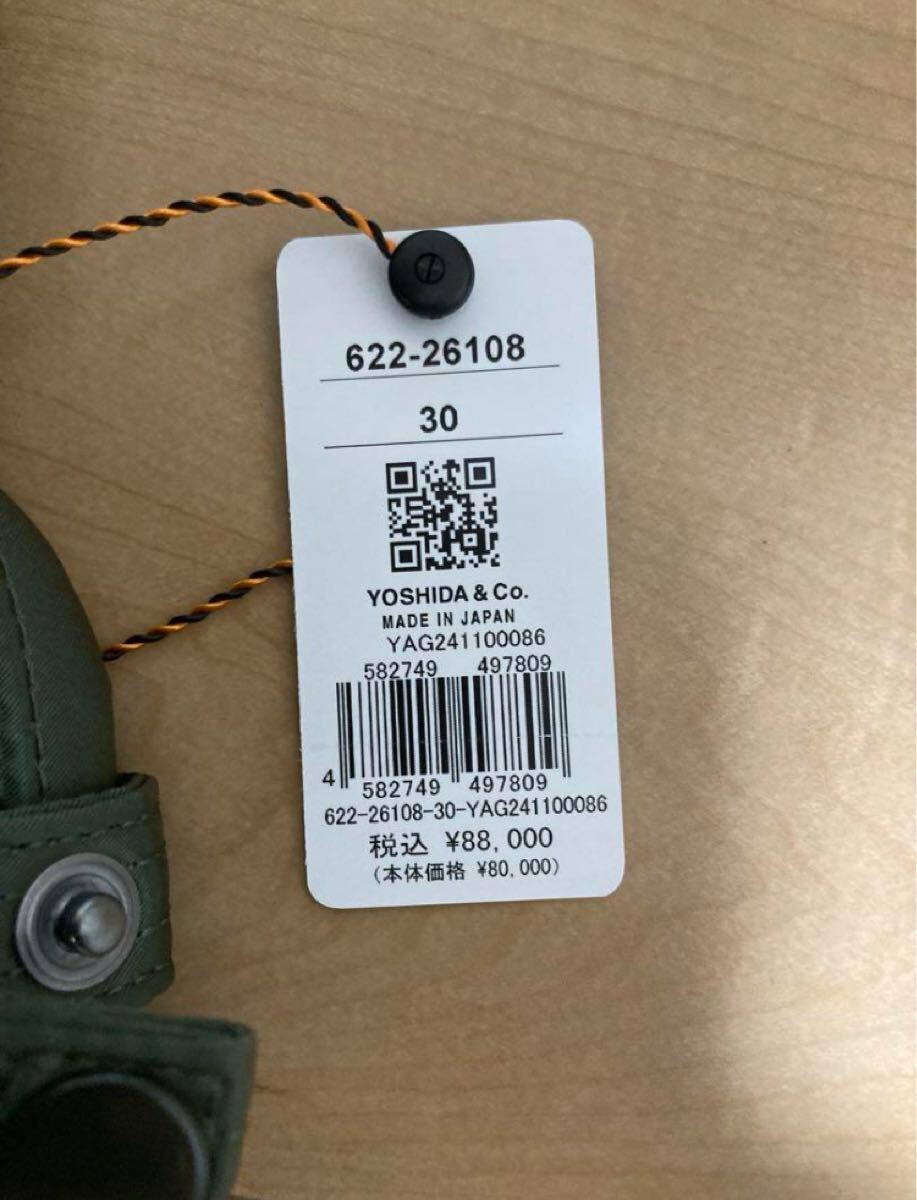 622-26108
30
YOSHIDA & Co.
MADE IN JAPAN
YAG241100086
582749 497809
4 582749 497809
622-26108-30-YAG241100086
税込 ¥88,000
(本体価格 ¥80,000)